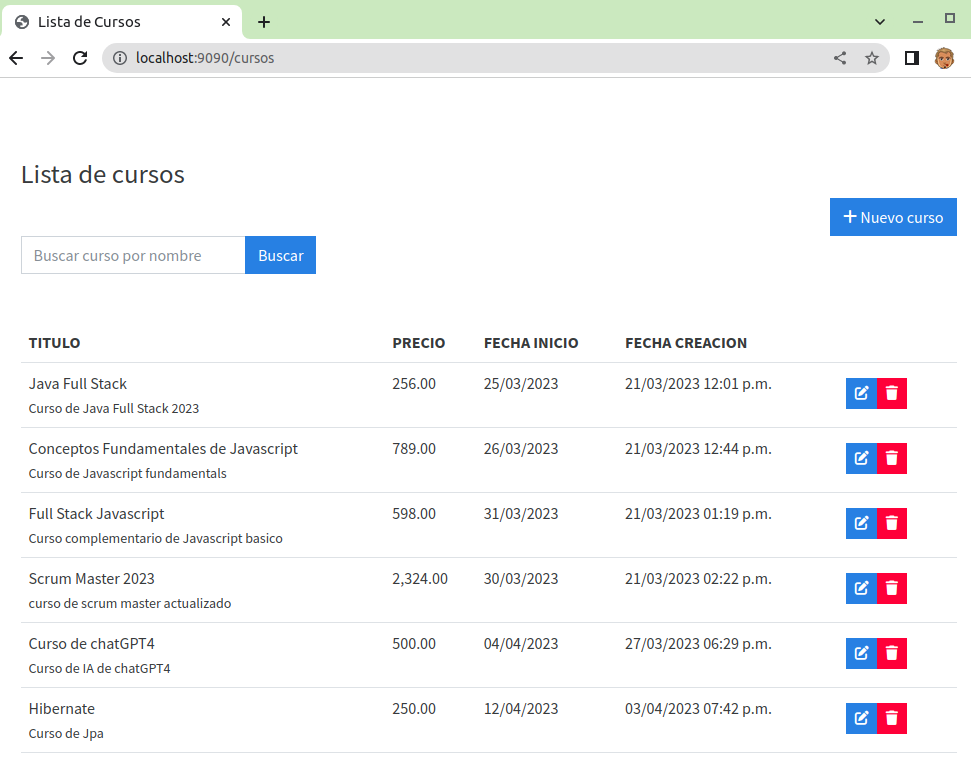 Lista de Cursos
localhost:9090/cursos
Lista de cursos
Nuevo curso
Buscar curso por nombre Buscar
TITULO PRECIO FECHA INICIO FECHA CREACION
Java Full Stack 256.00 25/03/2023 21/03/2023 12:01 p.m.
Curso de Java Full Stack 2023
Conceptos Fundamentales de Javascript 789.00 26/03/2023 21/03/2023 12:44 p.m.
Curso de Javascript fundamentals
Full Stack Javascript 598.00 31/03/2023 21/03/2023 01:19 p.m.
Curso complementario de Javascript basico
Scrum Master 2023 2,324.00 30/03/2023 21/03/2023 02:22 p.m.
curso de scrum master actualizado
Curso de chatGPT4 500.00 04/04/2023 27/03/2023 06:29 p.m.
Curso de IA de chatGPT4
Hibernate 250.00 12/04/2023 03/04/2023 07:42 p.m.
Curso de Jpa